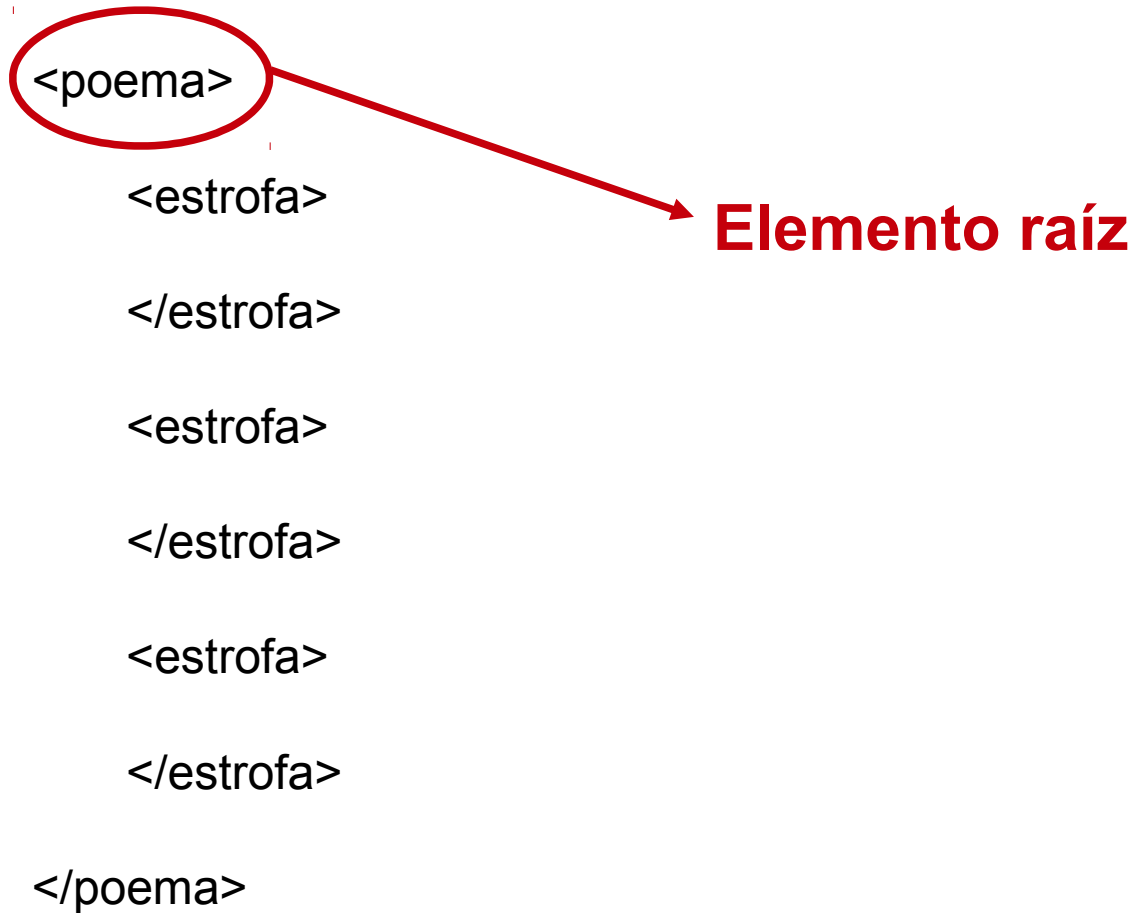 <poema>
<estrofa>
Elemento raíz
</estrofa>
<estrofa>
</estrofa>
<estrofa>
</estrofa>
</poema>